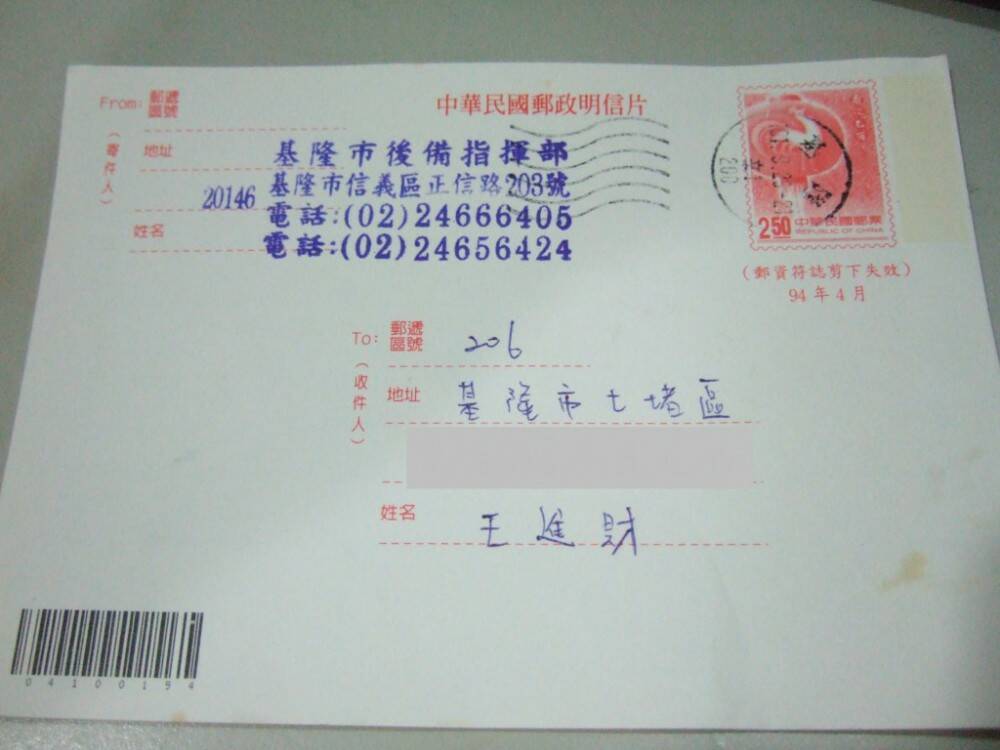 中華民國郵政明信片
From: 郵遞區號
（寄件人）
地址
基隆市後備指揮部
20146 基隆市信義區正信路203號
電話:(02)24666405
姓名
電話:(02)24656424
2.50 中華民國郵票
REPUBLIC OF CHINA
（郵資符誌剪下失效）
94年4月
To: 郵遞區號 206
（收件人）
地址 基隆市七堵區
姓名 王進財
04100194